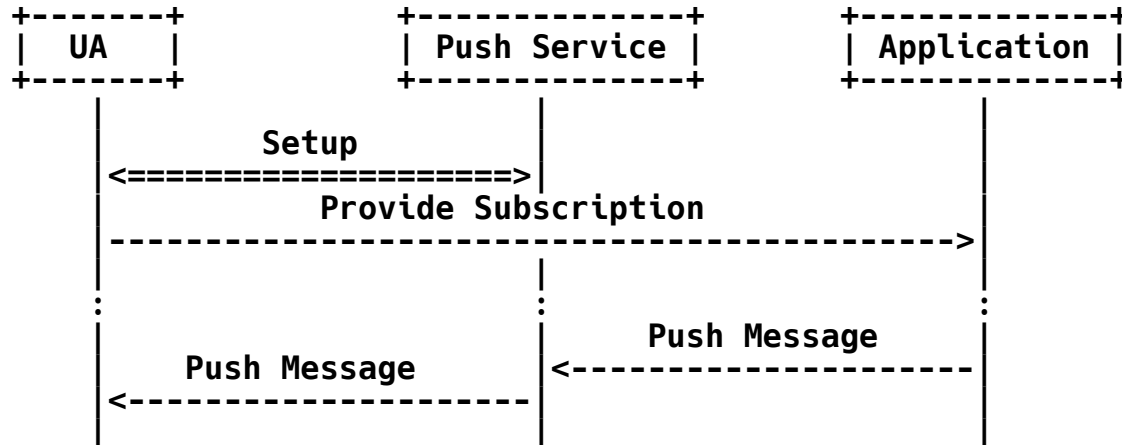 UA Push Service Application
Setup
Provide Subscription
Push Message
Push Message